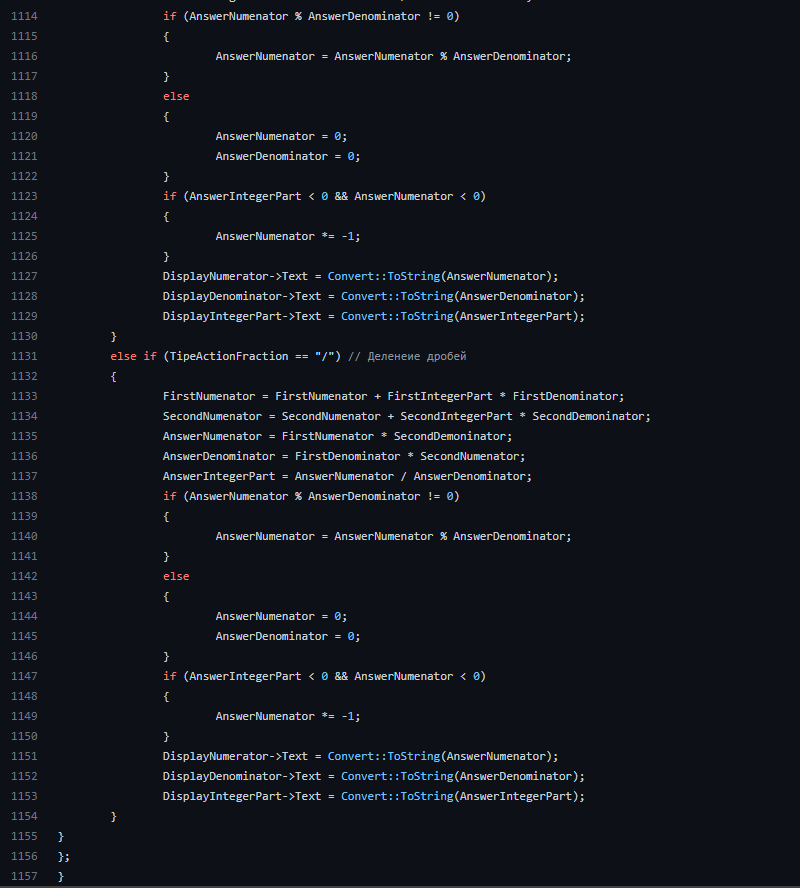 1114 if (AnswerNumenator % AnswerDenominator != 0)
1115 {
1116 AnswerNumenator = AnswerNumenator % AnswerDenominator;
1117 }
1118 else
1119 {
1120 AnswerNumenator = 0;
1121 AnswerDenominator = 0;
1122 }
1123 if (AnswerIntegerPart < 0 && AnswerNumenator < 0)
1124 {
1125 AnswerNumenator *= -1;
1126 }
1127 DisplayNumerator->Text = Convert::ToString(AnswerNumenator);
1128 DisplayDenominator->Text = Convert::ToString(AnswerDenominator);
1129 DisplayIntegerPart->Text = Convert::ToString(AnswerIntegerPart);
1130 }
1131 else if (TipeActionFraction == "/") // Деленеие дробей
1132 {
1133 FirstNumenator = FirstNumenator + FirstIntegerPart * FirstDenominator;
1134 SecondNumenator = SecondNumenator + SecondIntegerPart * SecondDemoninator;
1135 AnswerNumenator = FirstNumenator * SecondDemoninator;
1136 AnswerDenominator = FirstDenominator * SecondNumenator;
1137 AnswerIntegerPart = AnswerNumenator / AnswerDenominator;
1138 if (AnswerNumenator % AnswerDenominator != 0)
1139 {
1140 AnswerNumenator = AnswerNumenator % AnswerDenominator;
1141 }
1142 else
1143 {
1144 AnswerNumenator = 0;
1145 AnswerDenominator = 0;
1146 }
1147 if (AnswerIntegerPart < 0 && AnswerNumenator < 0)
1148 {
1149 AnswerNumenator *= -1;
1150 }
1151 DisplayNumerator->Text = Convert::ToString(AnswerNumenator);
1152 DisplayDenominator->Text = Convert::ToString(AnswerDenominator);
1153 DisplayIntegerPart->Text = Convert::ToString(AnswerIntegerPart);
1154 }
1155 }
1156 };
1157 }